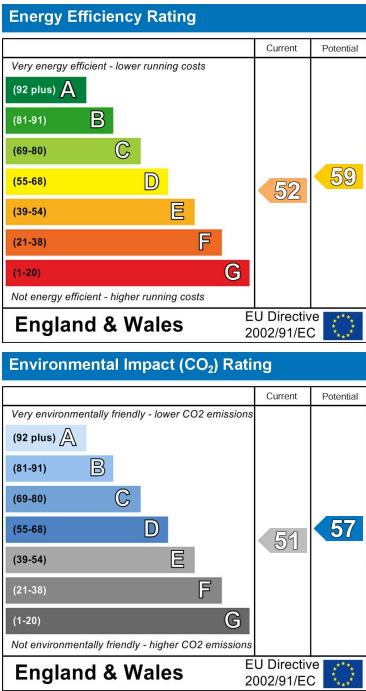 Energy Efficiency Rating
Current Potential
Very energy efficient - lower running costs
(92 plus) A
(81-91) B
(69-80) C
(55-68) D
(39-54) E
(21-38) F
(1-20) G
52
59
Not energy efficient - higher running costs
England & Wales
EU Directive
2002/91/EC
Environmental Impact (CO₂) Rating
Current Potential
Very environmentally friendly - lower CO2 emissions
(92 plus) A
(81-91) B
(69-80) C
(55-68) D
(39-54) E
(21-38) F
(1-20) G
51
57
Not environmentally friendly - higher CO2 emissions
England & Wales
EU Directive
2002/91/EC